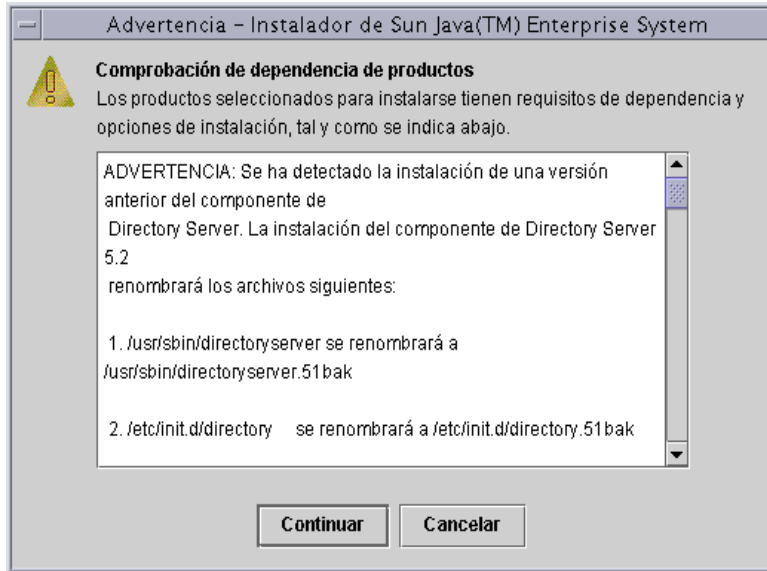 Advertencia - Instalador de Sun Java(TM) Enterprise System
Comprobación de dependencia de productos
Los productos seleccionados para instalarse tienen requisitos de dependencia y
opciones de instalación, tal y como se indica abajo.
ADVERTENCIA: Se ha detectado la instalación de una versión
anterior del componente de
Directory Server. La instalación del componente de Directory Server
5.2
renombrará los archivos siguientes:
1. /usr/sbin/directoryserver se renombrará a
/usr/sbin/directoryserver.51bak
2. /etc/init.d/directory se renombrará a /etc/init.d/directory.51bak
Continuar
Cancelar